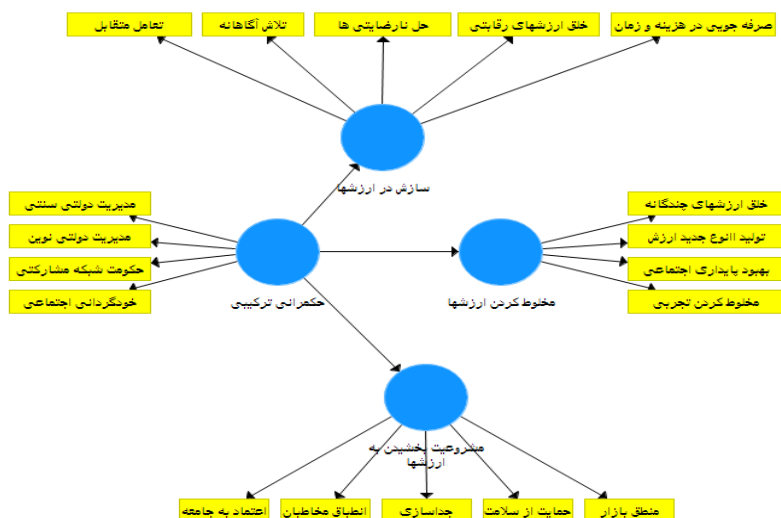 صرفه جویی در هزینه و زمان
خلق ارزشهای رقابتی
حل نارضایتی ها
تلاش آگاهانه
تعامل متقابل
سازش در ارزشها
خلق ارزشهای چندگانه
تولید اانوع جدید ارزش
بهبود پایداری اجتماعی
مخلوط کردن تجربی
مخلوط کردن ارزشها
حکمرانی ترکیبی
مدیریت دولتی سنتی
مدیریت دولتی نوین
حکومت شبکه مشارکتی
خودگردانی اجتماعی
مشروعیت بخشیدن به
ارزشها
منطق بازار
حمایت از سلامت
جداسازی
انطباق مخاطبان
اعتماد به جامعه